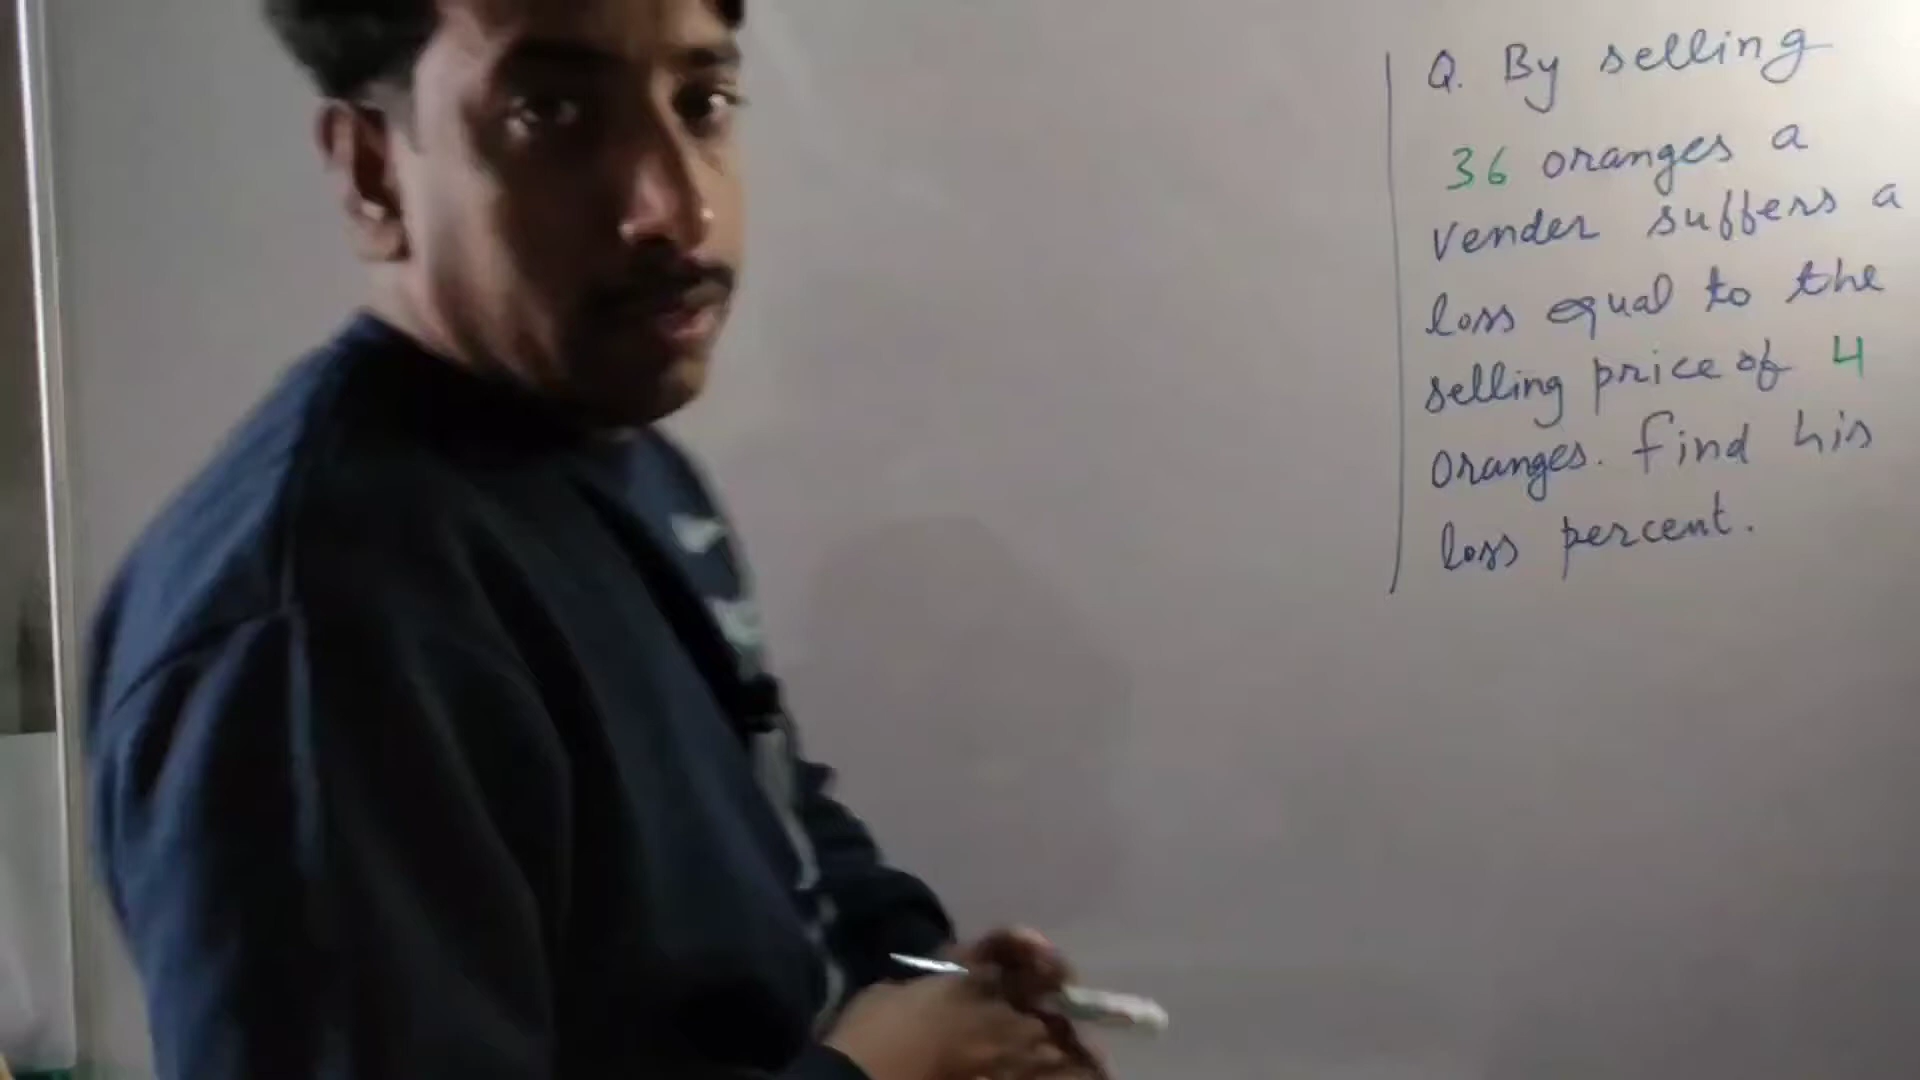 Q. By selling
36 oranges a
vender suffers a
loss equal to the
selling price of 4
oranges. Find his
loss percent.